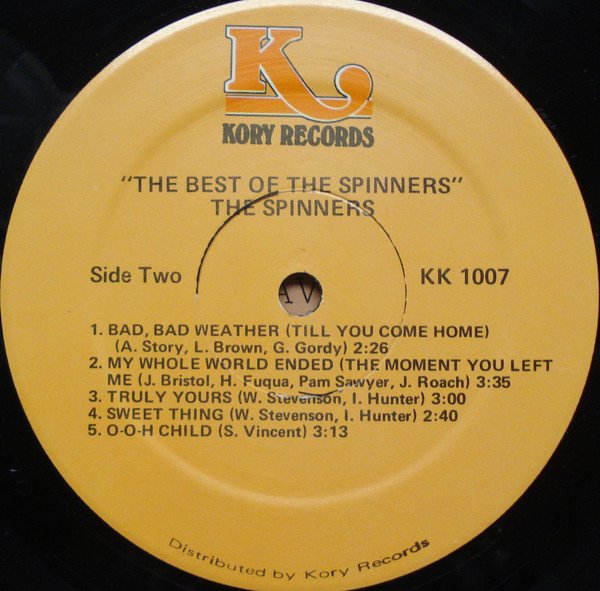 K
KORY RECORDS
"THE BEST OF THE SPINNERS"
THE SPINNERS
Side Two
KK 1007
AV
1. BAD, BAD WEATHER (TILL YOU COME HOME)
(A. Story, L. Brown, G. Gordy) 2:26
2. MY WHOLE WORLD ENDED (THE MOMENT YOU LEFT
ME (J. Bristol, H. Fuqua, Pam Sawyer, J. Roach) 3:35
3. TRULY YOURS (W. Stevenson, I. Hunter) 3:00
4. SWEET THING (W. Stevenson, I. Hunter) 2:40
5. O-O-H CHILD (S. Vincent) 3:13
Distributed by Kory Records